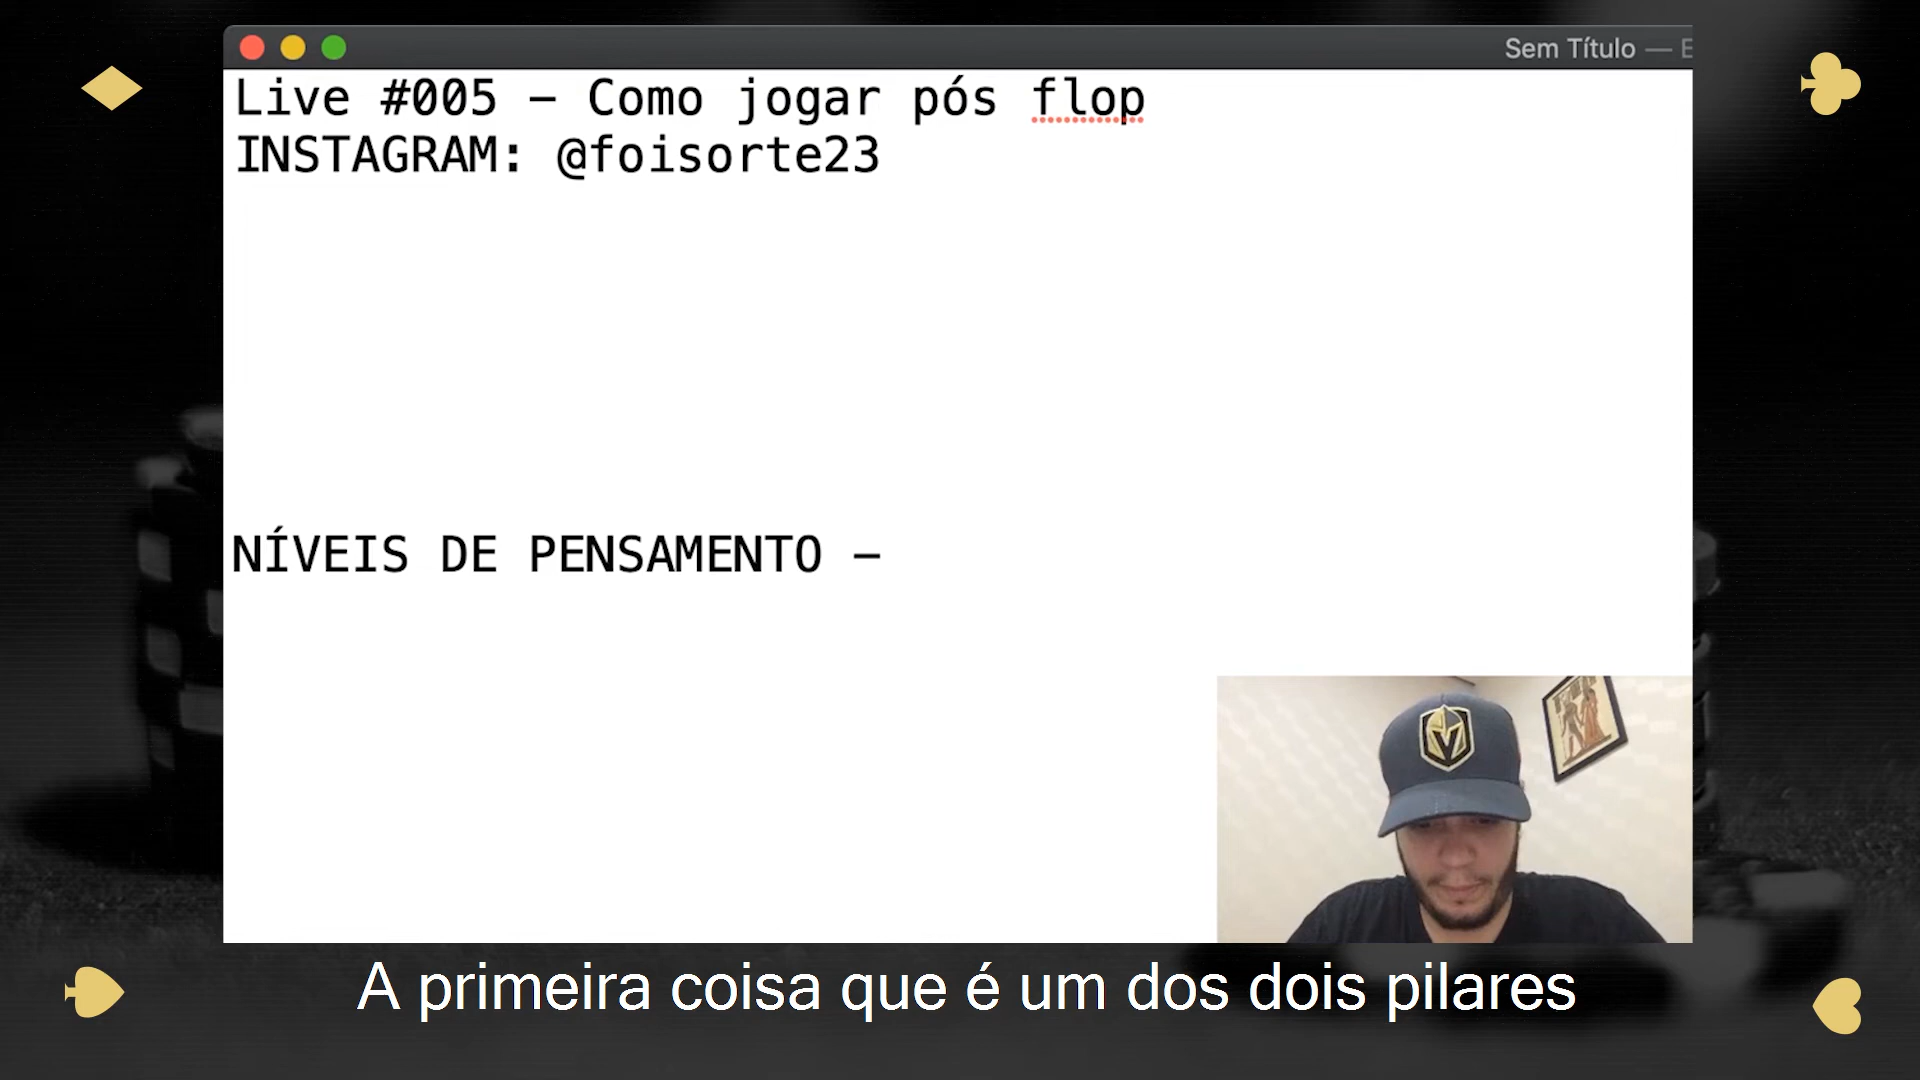 Sem Título — E
Live #005 – Como jogar pós flop
INSTAGRAM: @foisorte23
NÍVEIS DE PENSAMENTO –
A primeira coisa que é um dos dois pilares